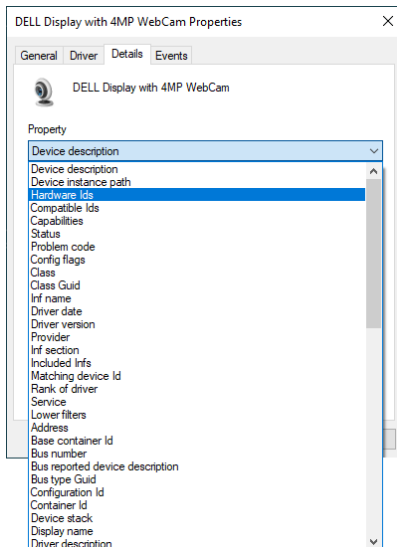 DELL Display with 4MP WebCam Properties
General Driver Details Events
DELL Display with 4MP WebCam
Property
Device description
Device description
Device instance path
Hardware Ids
Compatible Ids
Capabilities
Status
Problem code
Config flags
Class
Class Guid
Inf name
Driver date
Driver version
Provider
Inf section
Included Infs
Matching device Id
Rank of driver
Service
Lower filters
Address
Base container Id
Bus number
Bus reported device description
Bus type Guid
Configuration Id
Container Id
Device stack
Display name
Driver description